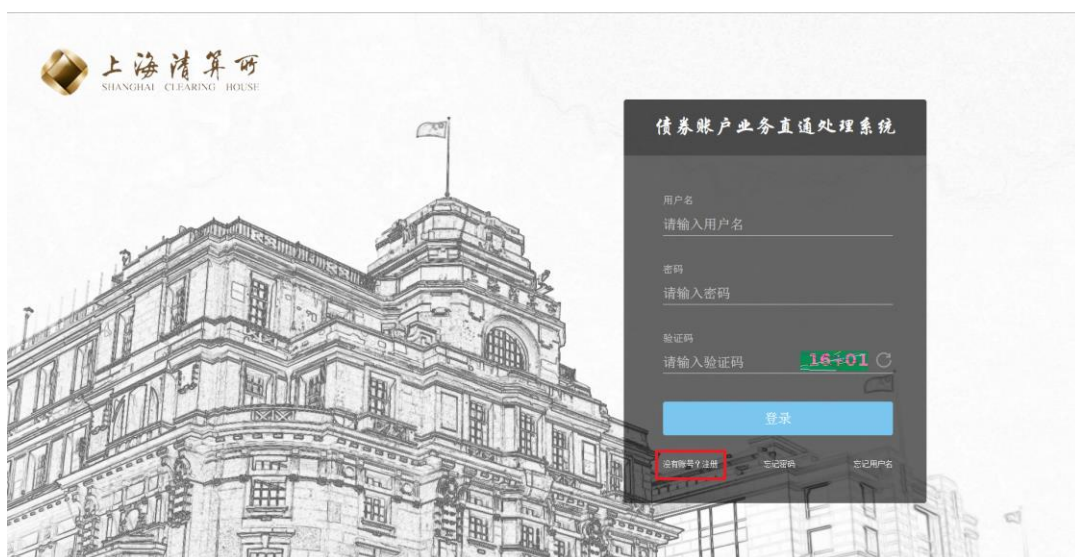 上海清算所
SHANGHAI CLEARING HOUSE
债券账户业务直通处理系统
用户名
请输入用户名
密码
请输入密码
验证码
请输入验证码
登录
没有账号？注册 忘记密码 忘记用户名